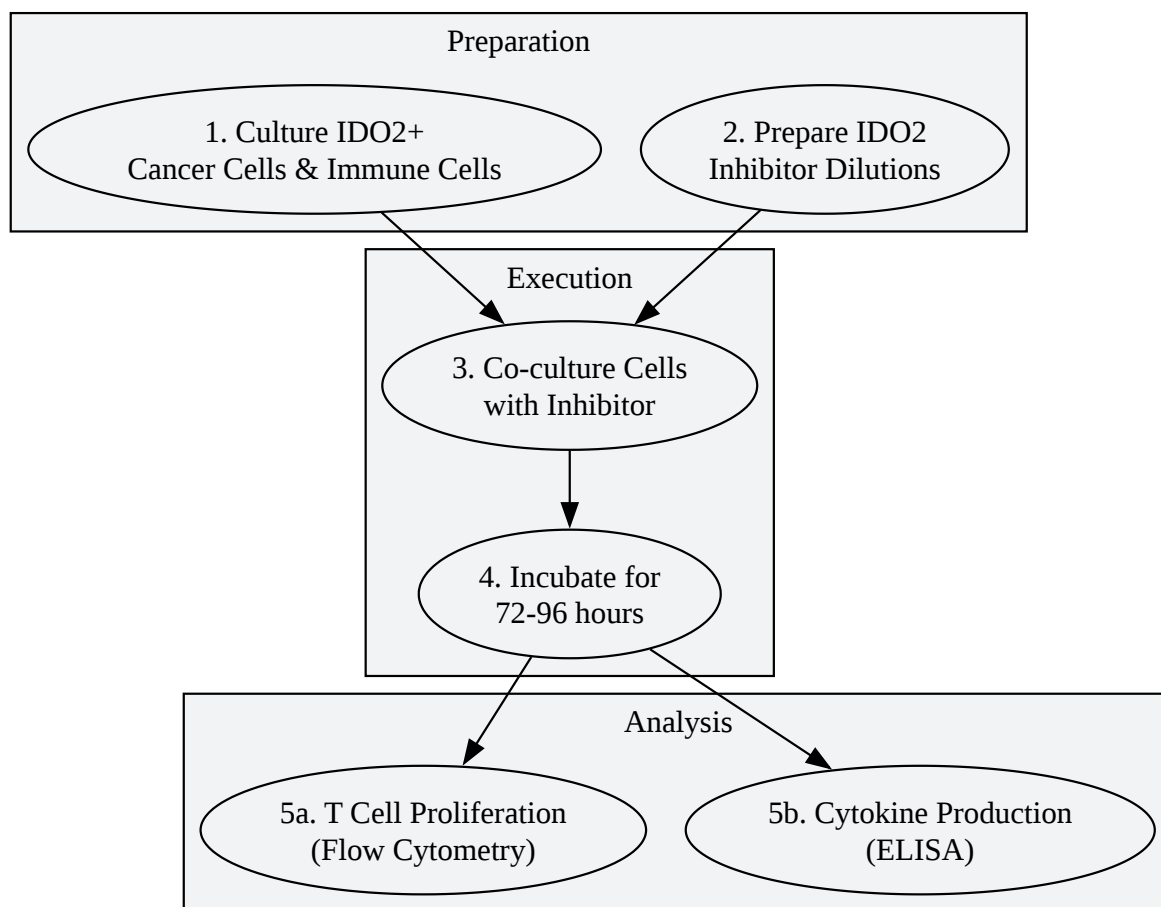 Preparation
1. Culture IDO2+
Cancer Cells & Immune Cells
2. Prepare IDO2
Inhibitor Dilutions
Execution
3. Co-culture Cells
with Inhibitor
4. Incubate for
72-96 hours
Analysis
5a. T Cell Proliferation
(Flow Cytometry)
5b. Cytokine Production
(ELISA)